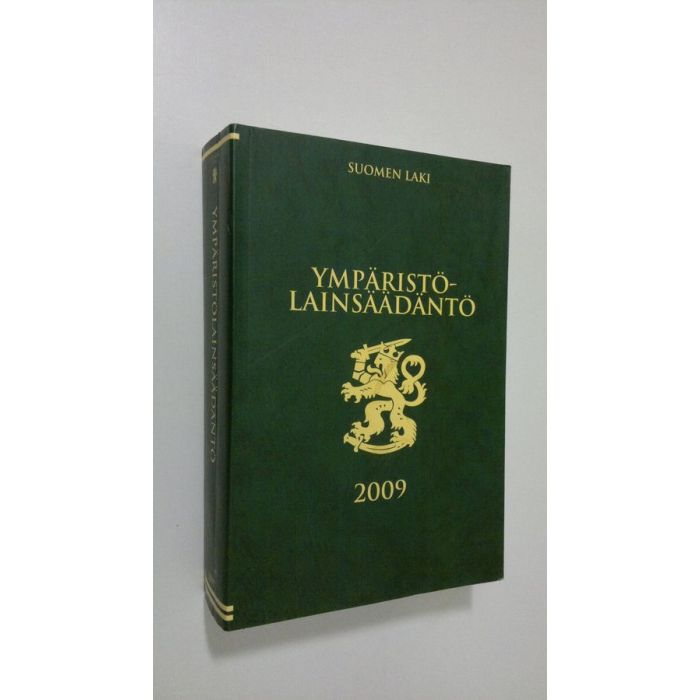 SUOMEN LAKI
YMPÄRISTÖ-
LAINSÄÄDÄNTÖ
2009
YMPÄRISTÖLAINSÄÄDÄNTÖ